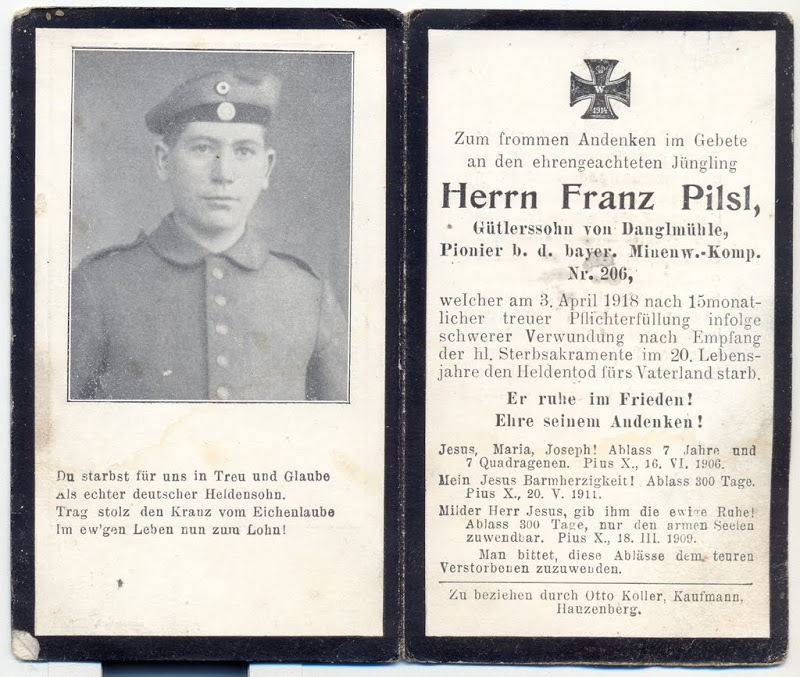 Du starbst für uns in Treu und Glaube
Als echter deutscher Heldensohn.
Trag stolz den Kranz vom Eichenlaube
Im ew'gen Leben nun zum Lohn!
W
1914
Zum frommen Andenken im Gebete
an den ehrengeachteten Jüngling
Herrn Franz Pilsl,
Gütlerssohn von Danglmühle,
Pionier b. d. bayer. Minenw.-Komp.
Nr. 206,
welcher am 3. April 1918 nach 15monat-
licher treuer Pflichterfüllung infolge
schwerer Verwundung nach Empfang
der hl. Sterbsakramente im 20. Lebens-
jahre den Heldentod fürs Vaterland starb.
Er ruhe im Frieden!
Ehre seinem Andenken!
Jesus, Maria, Joseph! Ablass 7 Jahre und
7 Quadragenen. Pius X., 16. VI. 1906.
Mein Jesus Barmherzigkeit! Ablass 300 Tage.
Pius X., 20. V. 1911.
Milder Herr Jesus, gib ihm die ewige Ruhe!
Ablass 300 Tage, nur den armen Seelen
zuwendbar. Pius X., 18. III. 1909.
Man bittet, diese Ablässe dem teuren
Verstorbenen zuzuwenden.
Zu beziehen durch Otto Koller, Kaufmann,
Hauzenberg.